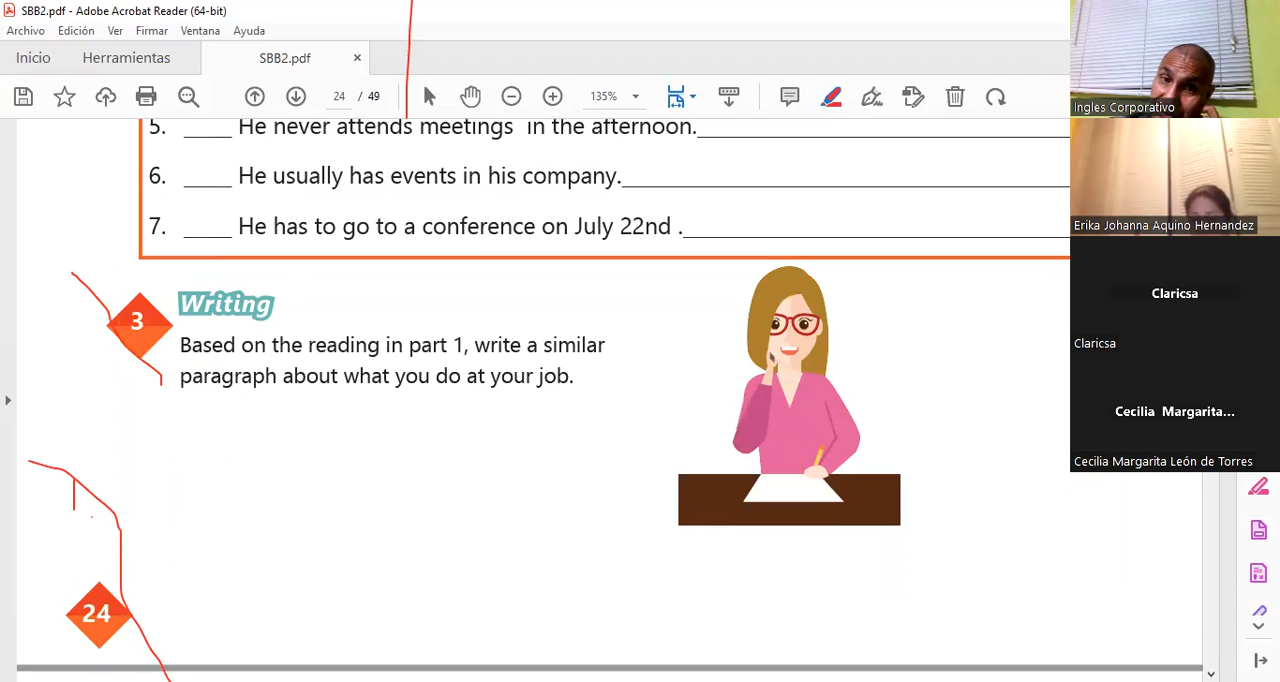 SBB2.pdf - Adobe Acrobat Reader (64-bit)
Archivo Edición Ver Firmar Ventana Ayuda
Inicio Herramientas SBB2.pdf ×
24 / 49 135%
5. ____ He never attends meetings in the afternoon.
6. ____ He usually has events in his company.
7. ____ He has to go to a conference on July 22nd .
3 Writing
Based on the reading in part 1, write a similar
paragraph about what you do at your job.
24
Ingles Corporativo
Erika Johanna Aquino Hernandez
Claricsa
Claricsa
Cecilia Margarita...
Cecilia Margarita León de Torres